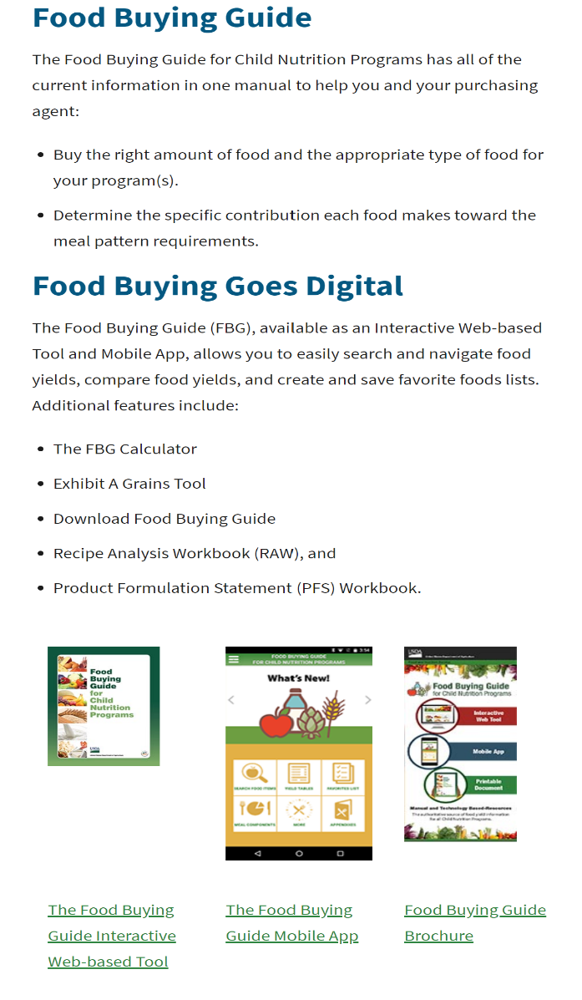 Food Buying Guide
The Food Buying Guide for Child Nutrition Programs has all of the
current information in one manual to help you and your purchasing
agent:
• Buy the right amount of food and the appropriate type of food for
your program(s).
• Determine the specific contribution each food makes toward the
meal pattern requirements.
Food Buying Goes Digital
The Food Buying Guide (FBG), available as an Interactive Web-based
Tool and Mobile App, allows you to easily search and navigate food
yields, compare food yields, and create and save favorite foods lists.
Additional features include:
• The FBG Calculator
• Exhibit A Grains Tool
• Download Food Buying Guide
• Recipe Analysis Workbook (RAW), and
• Product Formulation Statement (PFS) Workbook.
Food
Buying
Guide
for
Child
Nutrition
Programs
USDA
3:54
FOOD BUYING GUIDE
FOR CHILD NUTRITION PROGRAMS
What's New!
SEARCH FOOD ITEMS
YIELD TABLES
FAVORITES LIST
MEAL COMPONENTS
MORE
APPENDIXES
USDA
United States Department of Agriculture
Food Buying Guide
for Child Nutrition Programs
Interactive
Web Tool
Mobile App
Printable
Document
Manual and Technology Based-Resources
The authoritative source of food yield information
for all Child Nutrition Programs.
The Food Buying
Guide Interactive
Web-based Tool
The Food Buying
Guide Mobile App
Food Buying Guide
Brochure